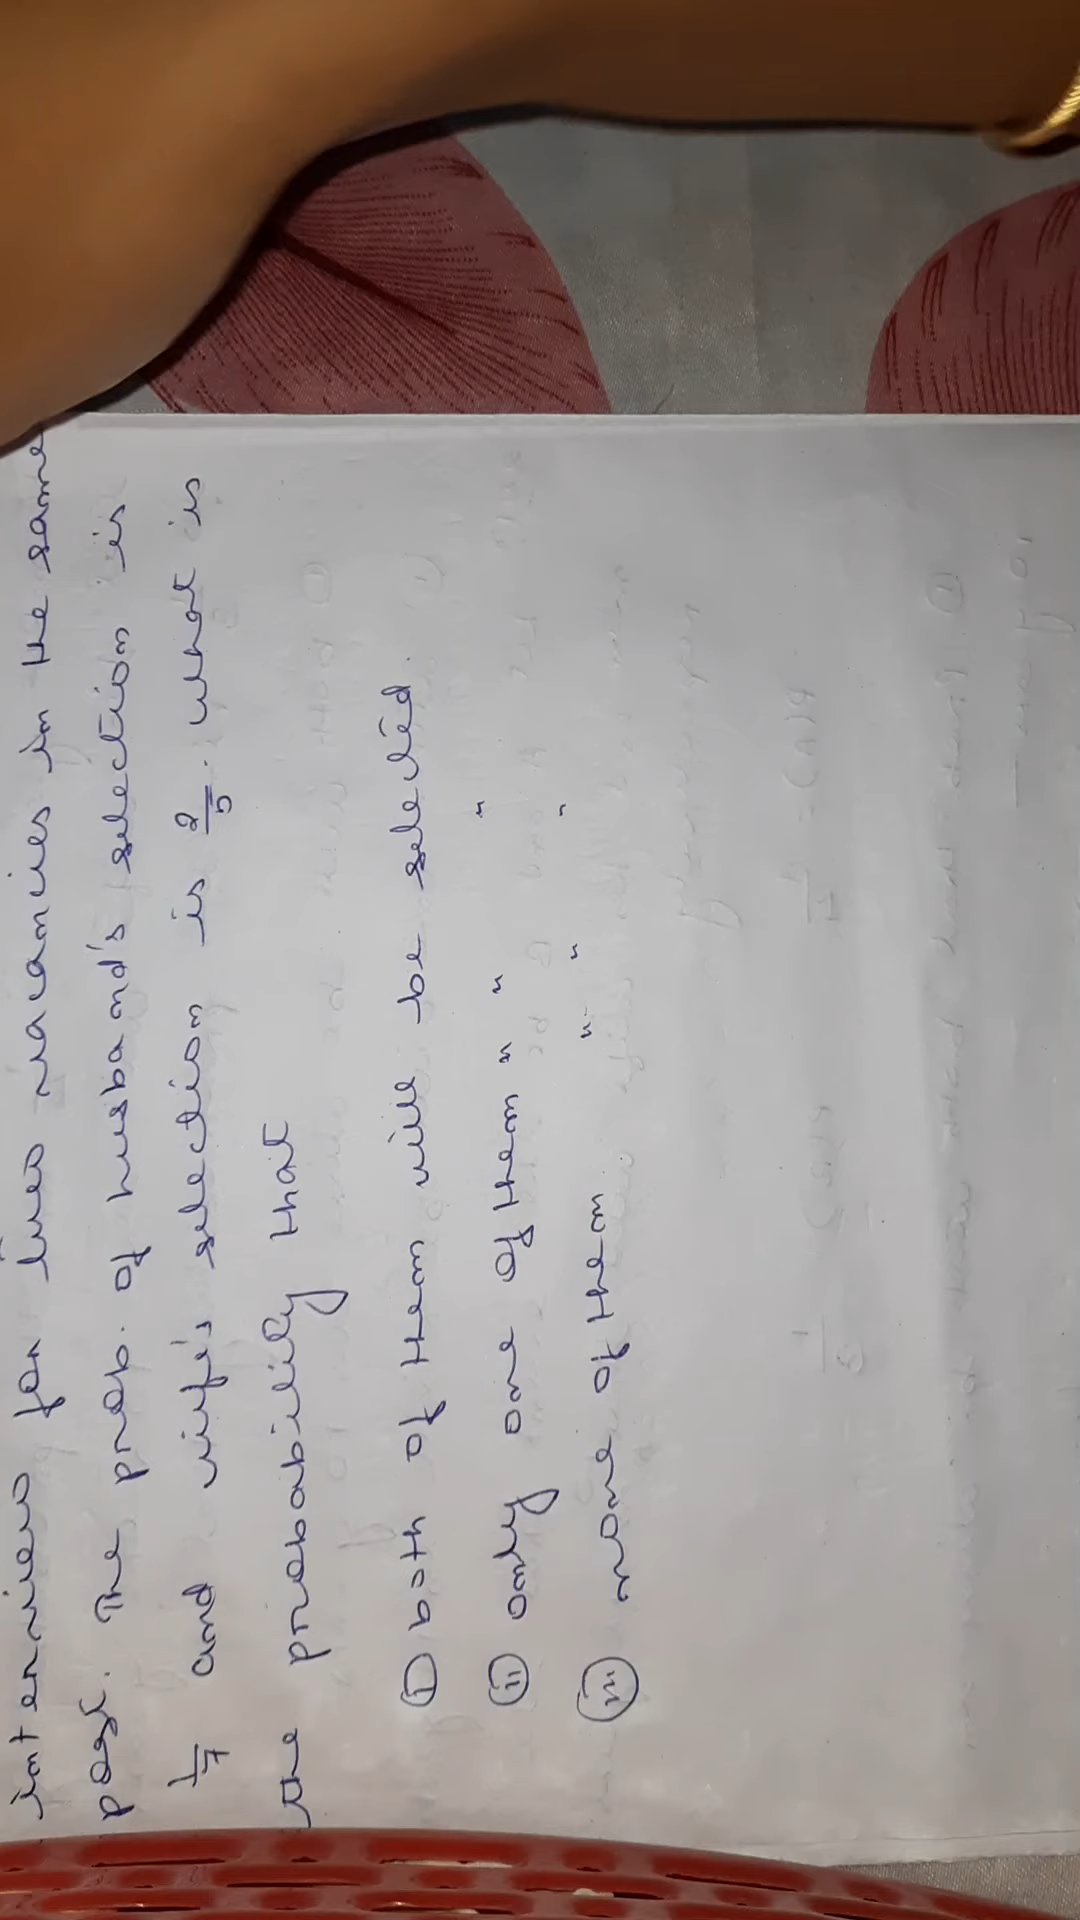 interview for two vacancies in the same
post. The prob. of husband's selection is
1/7 and wife's selection is 2/5. what is
the probability that
(i) both of them will be selected.
(ii) only one of them " " "
(iii) none of them " " "